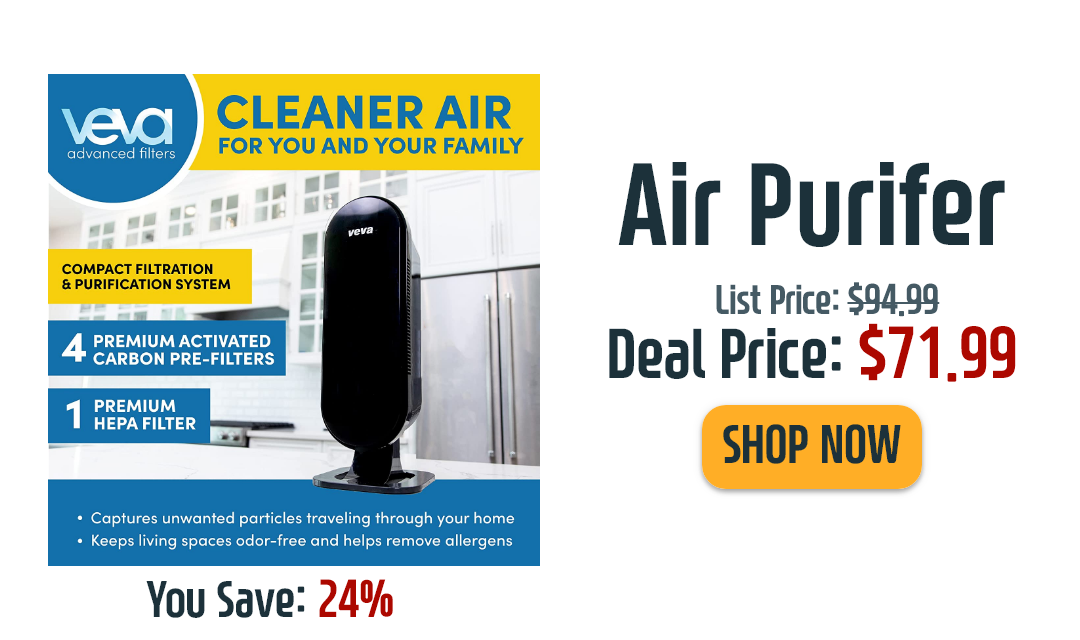 veva
advanced filters
CLEANER AIR
FOR YOU AND YOUR FAMILY
veva
COMPACT FILTRATION
& PURIFICATION SYSTEM
4 PREMIUM ACTIVATED
CARBON PRE-FILTERS
1 PREMIUM
HEPA FILTER
• Captures unwanted particles traveling through your home
• Keeps living spaces odor-free and helps remove allergens
You Save: 24%
Air Purifer
List Price: $94.99
Deal Price: $71.99
SHOP NOW